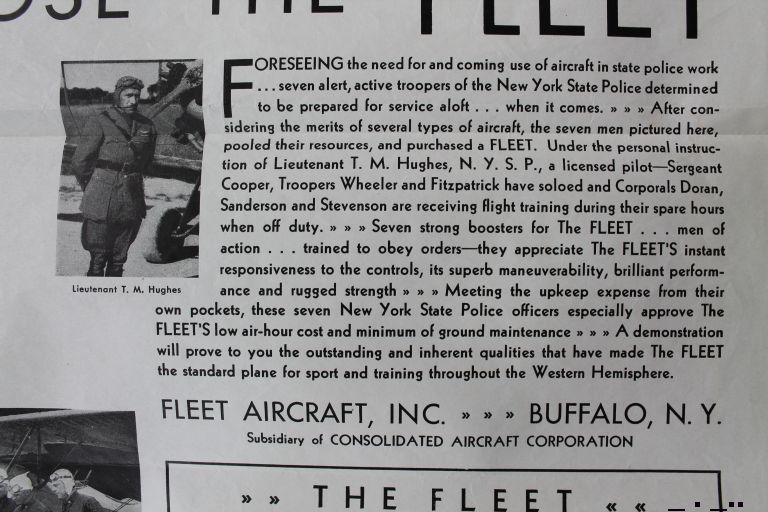 THE FLEET
FORESEEING the need for and coming use of aircraft in state police work
. . . seven alert, active troopers of the New York State Police determined
to be prepared for service aloft . . . when it comes. » » » After con-
sidering the merits of several types of aircraft, the seven men pictured here,
pooled their resources, and purchased a FLEET. Under the personal instruc-
tion of Lieutenant T. M. Hughes, N. Y. S. P., a licensed pilot—Sergeant
Cooper, Troopers Wheeler and Fitzpatrick have soloed and Corporals Doran,
Sanderson and Stevenson are receiving flight training during their spare hours
when off duty. » » » Seven strong boosters for The FLEET . . . men of
action . . . trained to obey orders—they appreciate The FLEET'S instant
responsiveness to the controls, its superb maneuverability, brilliant perform-
ance and rugged strength » » » Meeting the upkeep expense from their
own pockets, these seven New York State Police officers especially approve The
FLEET'S low air-hour cost and minimum of ground maintenance » » » A demonstration
will prove to you the outstanding and inherent qualities that have made The FLEET
the standard plane for sport and training throughout the Western Hemisphere.
Lieutenant T. M. Hughes
FLEET AIRCRAFT, INC. » » » BUFFALO, N. Y.
Subsidiary of CONSOLIDATED AIRCRAFT CORPORATION
» » THE FLEET « «